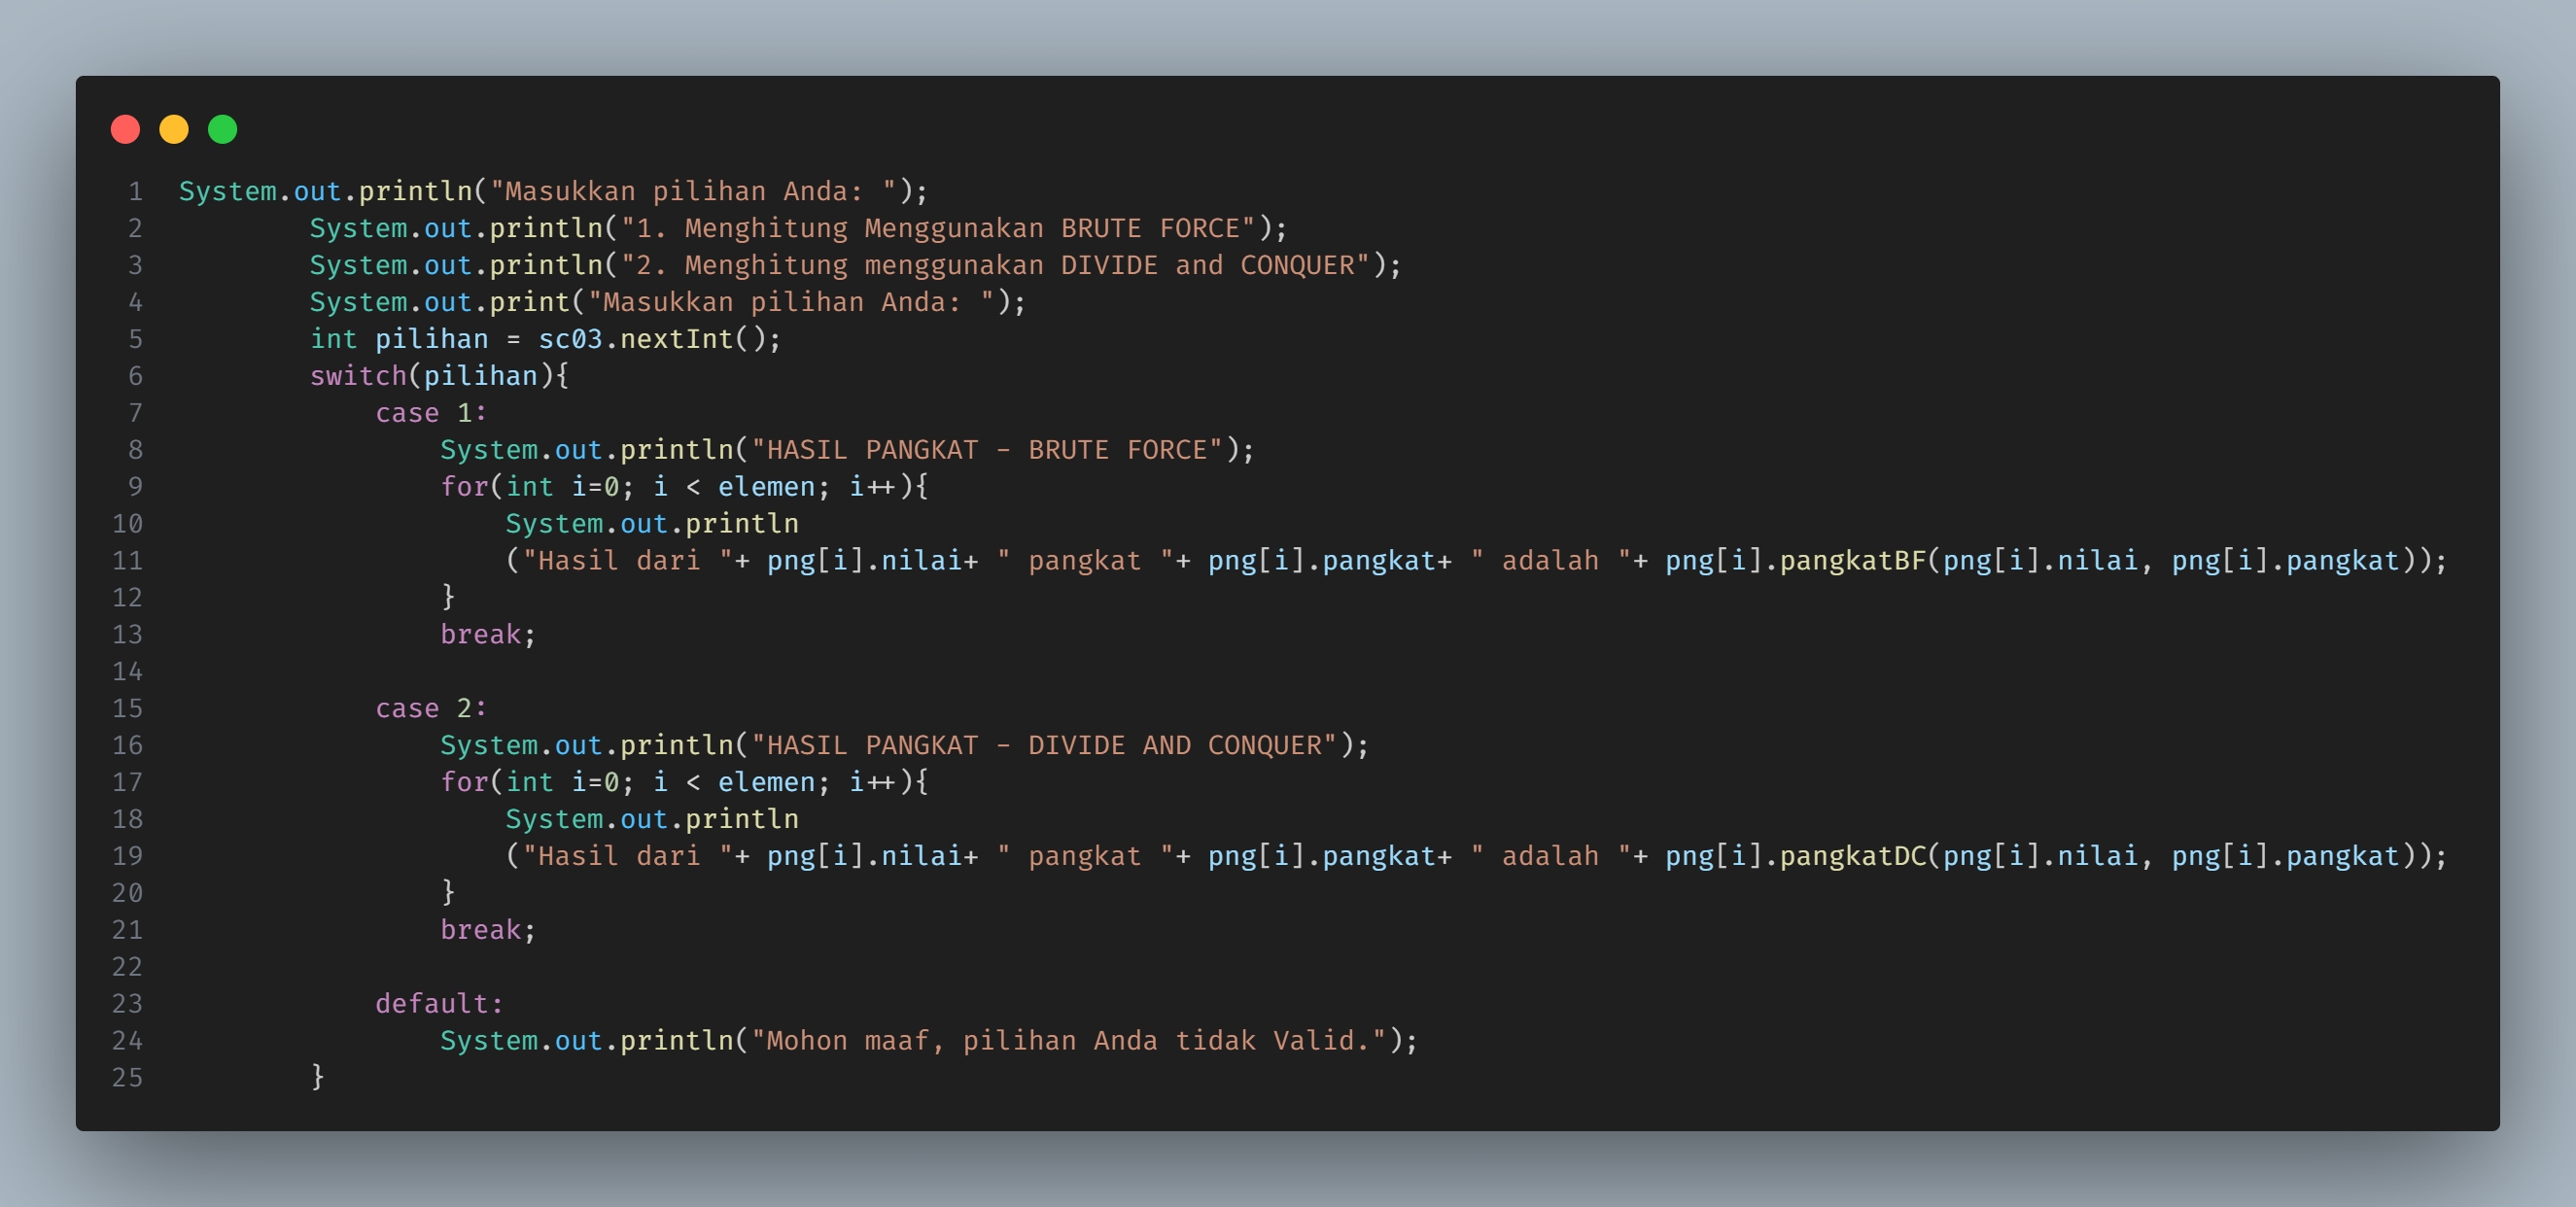 1 System.out.println("Masukkan pilihan Anda: ");
2         System.out.println("1. Menghitung Menggunakan BRUTE FORCE");
3         System.out.println("2. Menghitung menggunakan DIVIDE and CONQUER");
4         System.out.print("Masukkan pilihan Anda: ");
5         int pilihan = sc03.nextInt();
6         switch(pilihan){
7             case 1:
8                 System.out.println("HASIL PANGKAT - BRUTE FORCE");
9                 for(int i=0; i < elemen; i++){
10                     System.out.println
11                     ("Hasil dari "+ png[i].nilai+ " pangkat "+ png[i].pangkat+ " adalah "+ png[i].pangkatBF(png[i].nilai, png[i].pangkat));
12                 }
13                 break;
14
15             case 2:
16                 System.out.println("HASIL PANGKAT - DIVIDE AND CONQUER");
17                 for(int i=0; i < elemen; i++){
18                     System.out.println
19                     ("Hasil dari "+ png[i].nilai+ " pangkat "+ png[i].pangkat+ " adalah "+ png[i].pangkatDC(png[i].nilai, png[i].pangkat));
20                 }
21                 break;
22
23             default:
24                 System.out.println("Mohon maaf, pilihan Anda tidak Valid.");
25         }